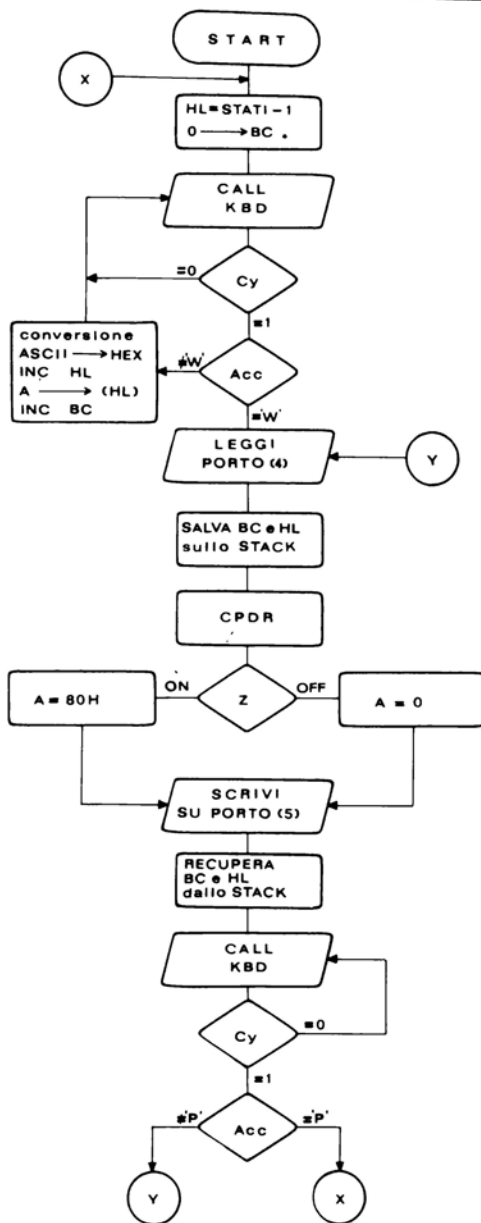 START
X
HL=STATI-1
0 → BC .
CALL
KBD
=0
Cy
=1
conversione
ASCII → HEX
INC HL
A → (HL)
INC BC
≠'W'
Acc
='W'
LEGGI
PORTO (4)
Y
SALVA BC e HL
sullo STACK
CPDR
ON
Z
OFF
A = 80H
A = 0
SCRIVI
SU PORTO (5)
RECUPERA
BC e HL
dallo STACK
CALL
KBD
Cy
=0
=1
≠'P'
Acc
='P'
Y
X